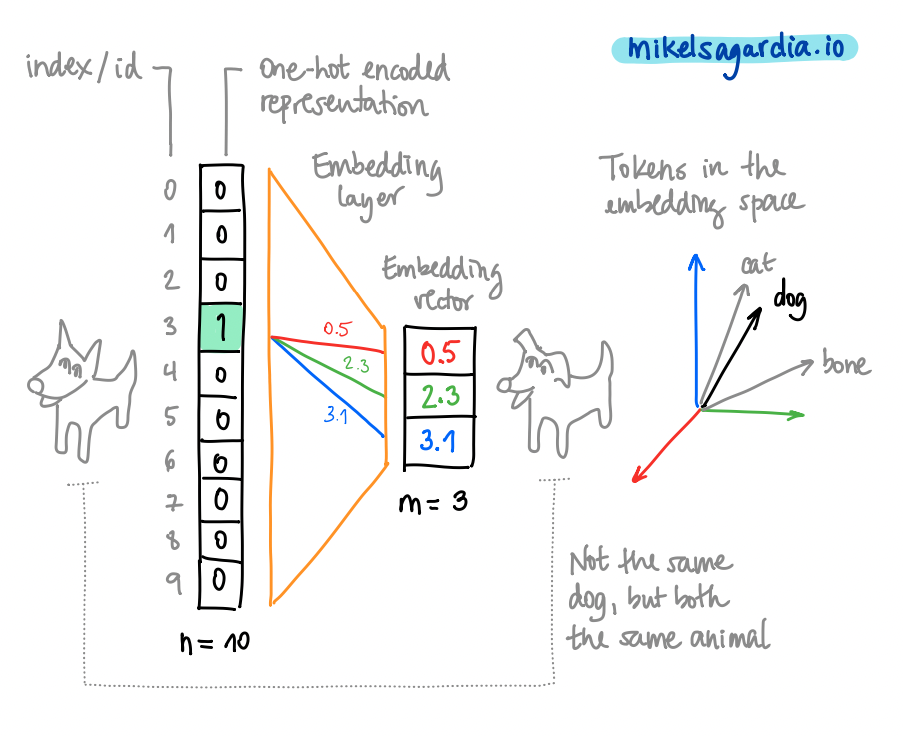 mikelsagardia.io
index/id
One-hot encoded
representation
Embedding
layer
Tokens in the
embedding space
0
0
1
0
2
0
3
1
4
0
5
0
6
0
7
0
8
0
9
0
n = 10
0.5
2.3
3.1
Embedding
vector
0.5
2.3
3.1
m = 3
cat
dog
bone
Not the same
dog, but both
the same animal